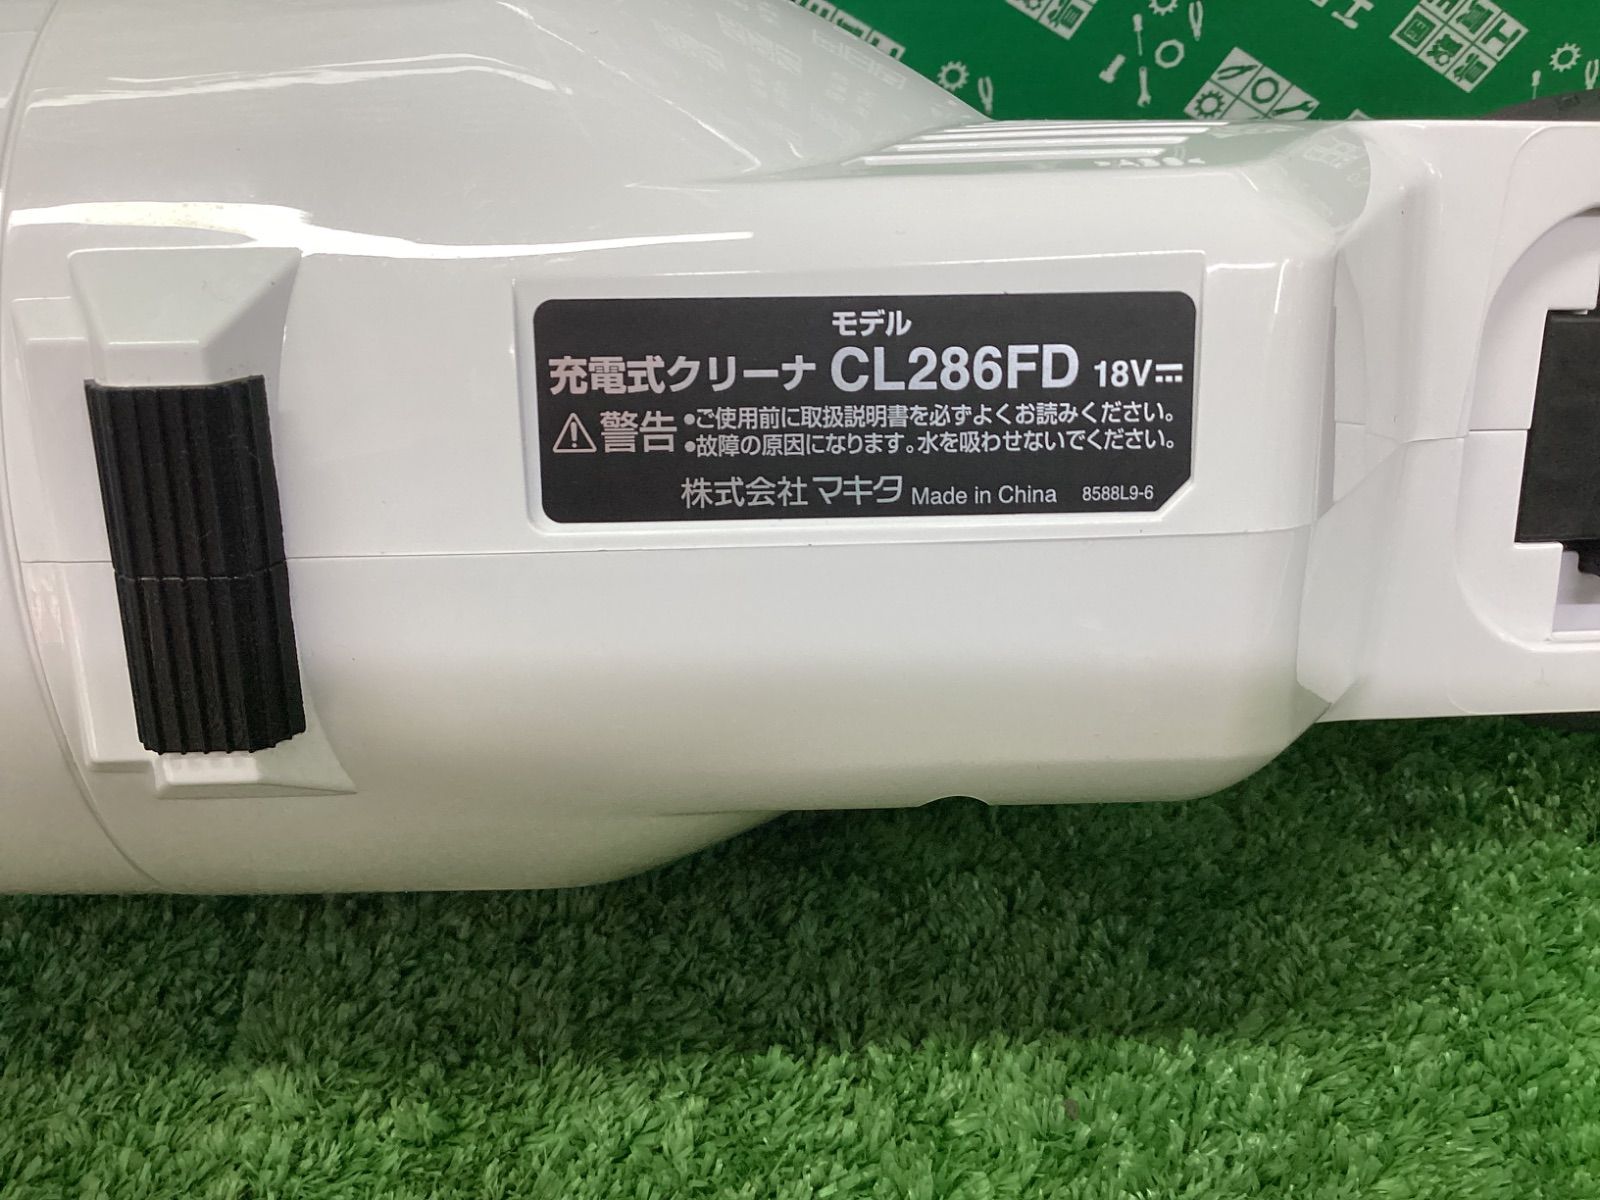 モデル
充電式クリーナ CL286FD 18V
警告 •ご使用前に取扱説明書を必ずよくお読みください。
•故障の原因になります。水を吸わせないでください。
株式会社マキタ Made in China 8588L9-6